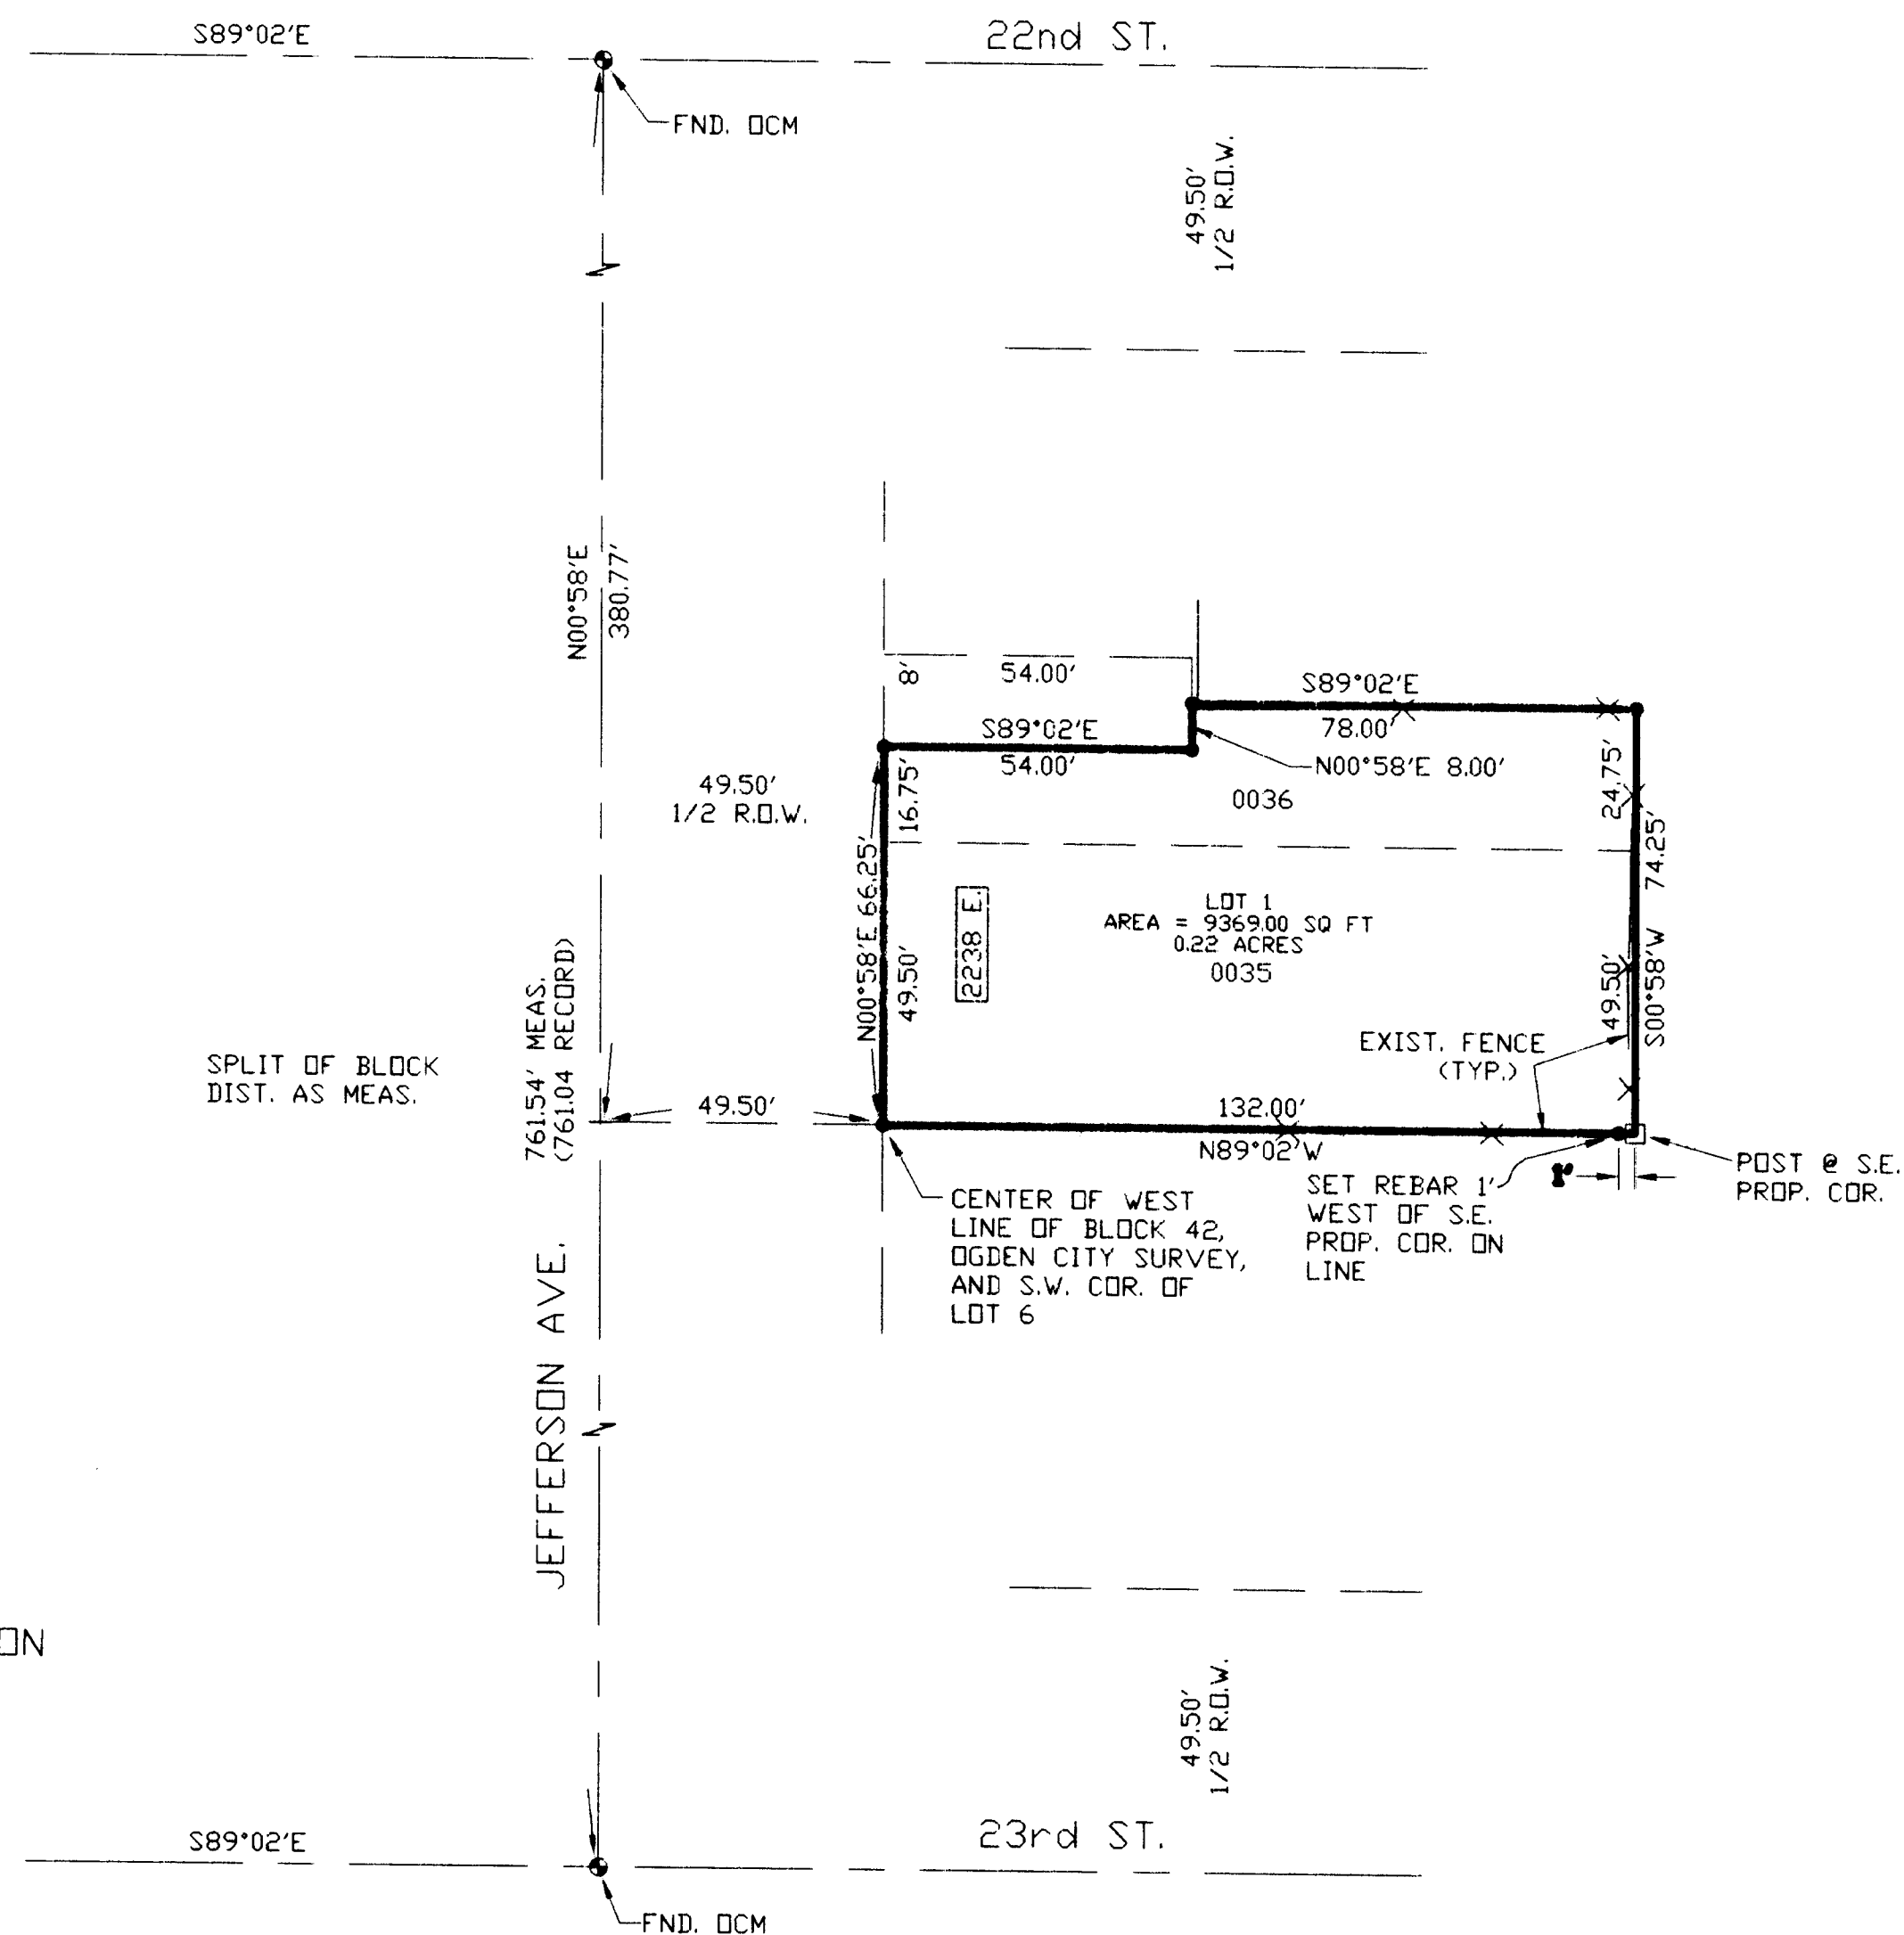 S89°02'E
22nd ST.
FND. OCM
49.50'
1/2 R.O.W.
N00°58'E
380.77'
8'
54.00'
S89°02'E
78.00'
S89°02'E
54.00'
N00°58'E 8.00'
0036
49.50'
1/2 R.O.W.
16.75'
24.75'
N00°58'E 66.25'
49.50'
2238 E.
LOT 1
AREA = 9369.00 SQ FT
0.22 ACRES
0035
49.50'
S00°58'W 74.25'
EXIST. FENCE
(TYP.)
761.54' MEAS.
(761.04 RECORD)
SPLIT OF BLOCK
DIST. AS MEAS.
49.50'
132.00'
N89°02'W
CENTER OF WEST
LINE OF BLOCK 42,
OGDEN CITY SURVEY,
AND S.W. COR. OF
LOT 6
SET REBAR 1'
WEST OF S.E.
PROP. COR. ON
LINE
1'
POST @ S.E.
PROP. COR.
JEFFERSON AVE.
ON
49.50'
1/2 R.O.W.
S89°02'E
23rd ST.
FND. OCM